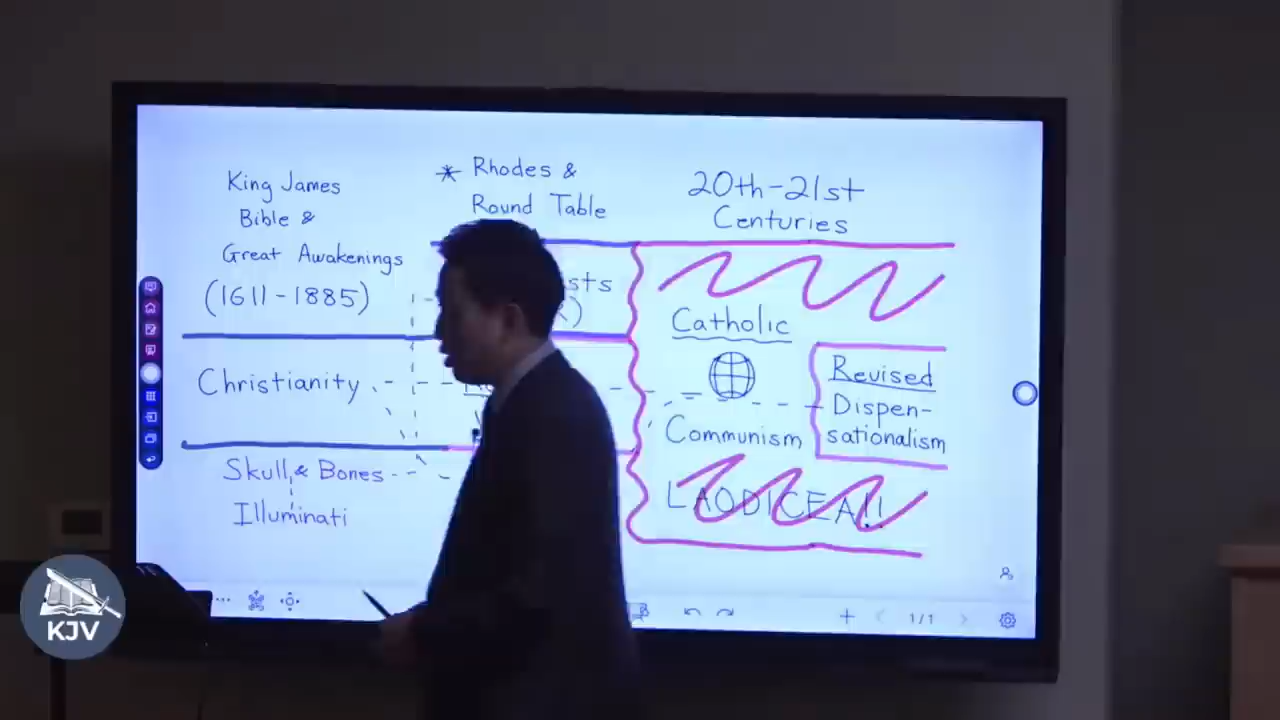 King James
Bible &
Great Awakenings
(1611-1885)
* Rhodes &
Round Table
20th-21st
Centuries
Catholic
Revised
Dispen-
sationalism
Christianity
Communism
Skull & Bones
Illuminati
LAODICEA!!
1/1
KJV